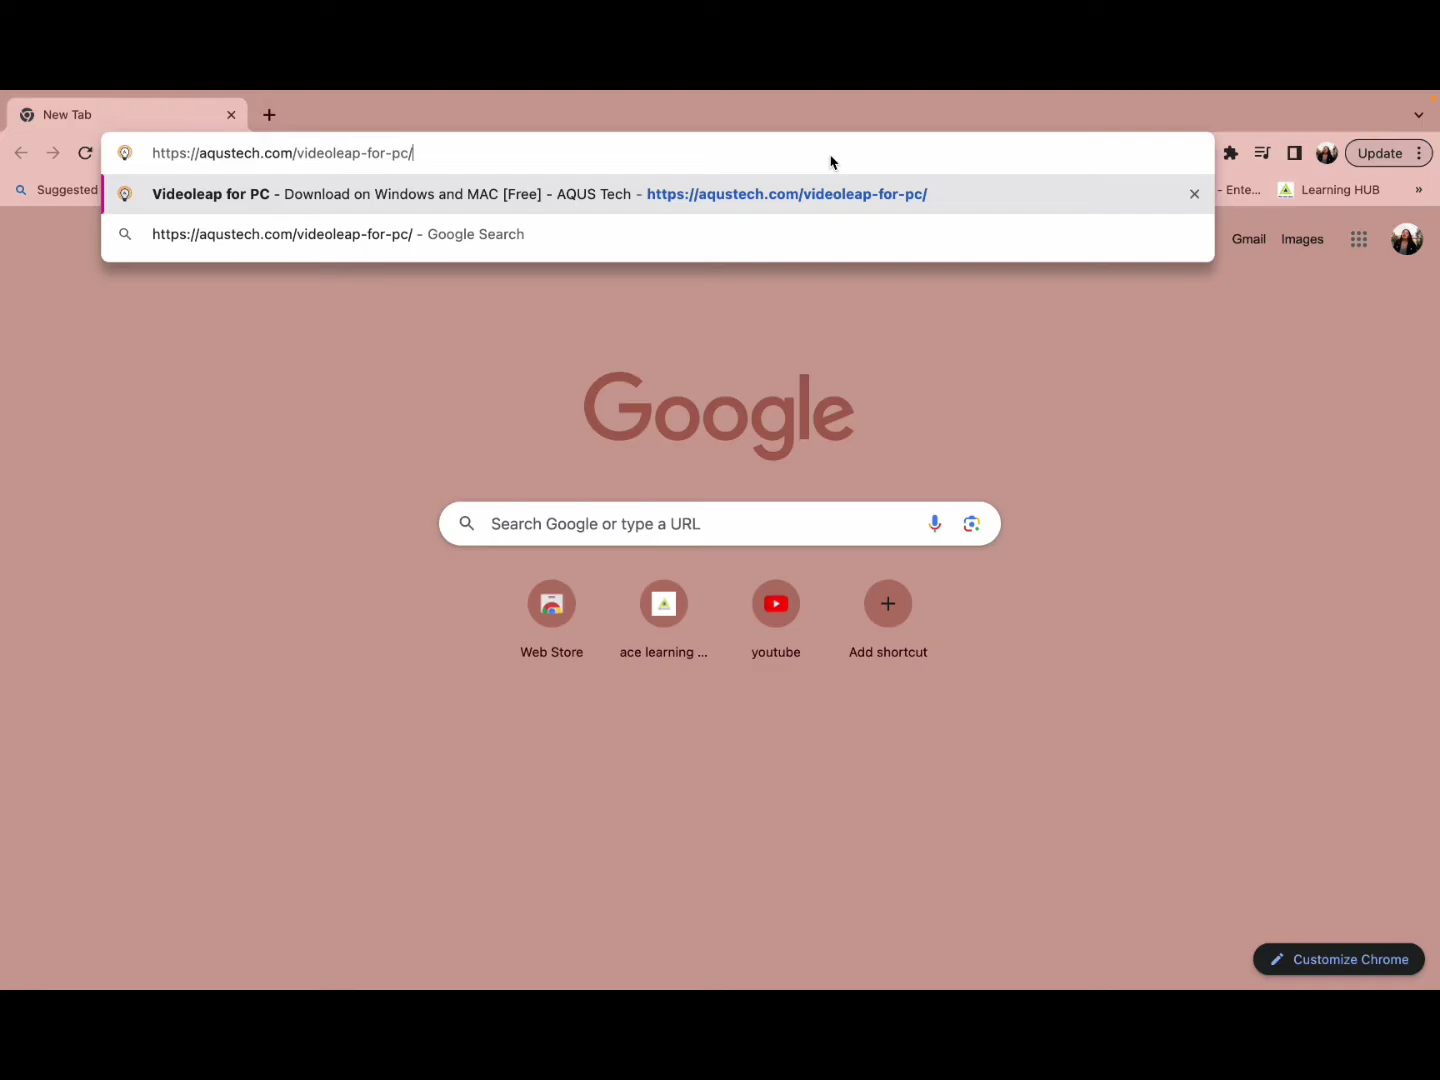 New Tab
https://aqustech.com/videoleap-for-pc/
Update
Suggested
Videoleap for PC - Download on Windows and MAC [Free] - AQUS Tech - https://aqustech.com/videoleap-for-pc/
- Ente...
Learning HUB
»
https://aqustech.com/videoleap-for-pc/ - Google Search
Gmail
Images
Google
Search Google or type a URL
Web Store
ace learning ...
youtube
Add shortcut
Customize Chrome